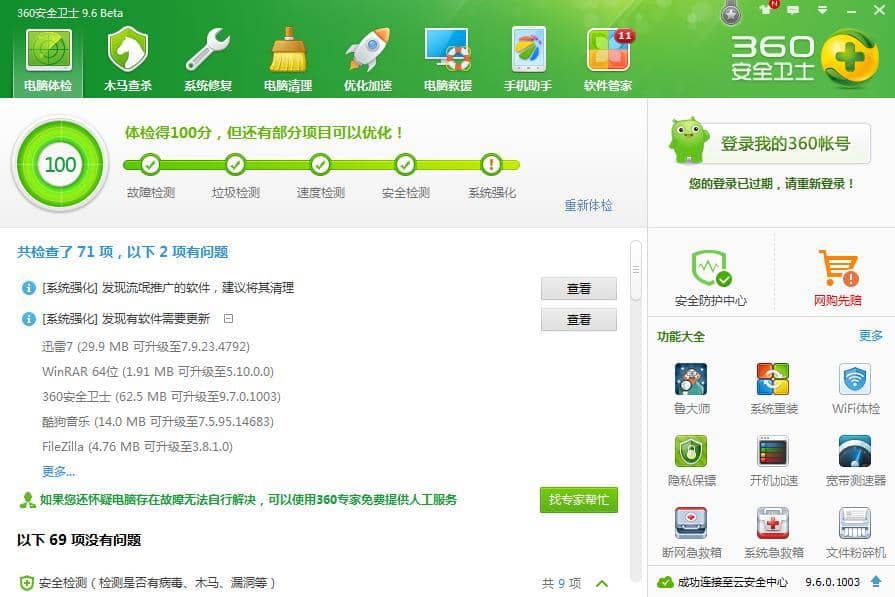 360安全卫士 9.6 Beta
N
电脑体检
木马查杀
系统修复
电脑清理
优化加速
电脑救援
手机助手
11
软件管家
360
安全卫士
100
体检得100分，但还有部分项目可以优化！
故障检测
垃圾检测
速度检测
安全检测
系统强化
重新体检
登录我的360帐号
您的登录已过期，请重新登录！
共检查了 71 项，以下 2 项有问题
[系统强化] 发现流氓推广的软件，建议将其清理
查看
[系统强化] 发现有软件需要更新
查看
迅雷7 (29.9 MB 可升级至7.9.23.4792)
WinRAR 64位 (1.91 MB 可升级至5.10.0.0)
360安全卫士 (62.5 MB 可升级至9.7.0.1003)
酷狗音乐 (14.0 MB 可升级至7.5.95.14683)
FileZilla (4.76 MB 可升级至3.8.1.0)
更多...
如果您还怀疑电脑存在故障无法自行解决，可以使用360专家免费提供人工服务
找专家帮忙
以下 69 项没有问题
安全检测（检测是否有病毒、木马、漏洞等）
共 9 项
安全防护中心
网购先赔
功能大全
更多
鲁大师
系统重装
WiFi体检
隐私保镖
开机加速
宽带测速器
断网急救箱
系统急救箱
文件粉碎机
成功连接至云安全中心
9.6.0.1003